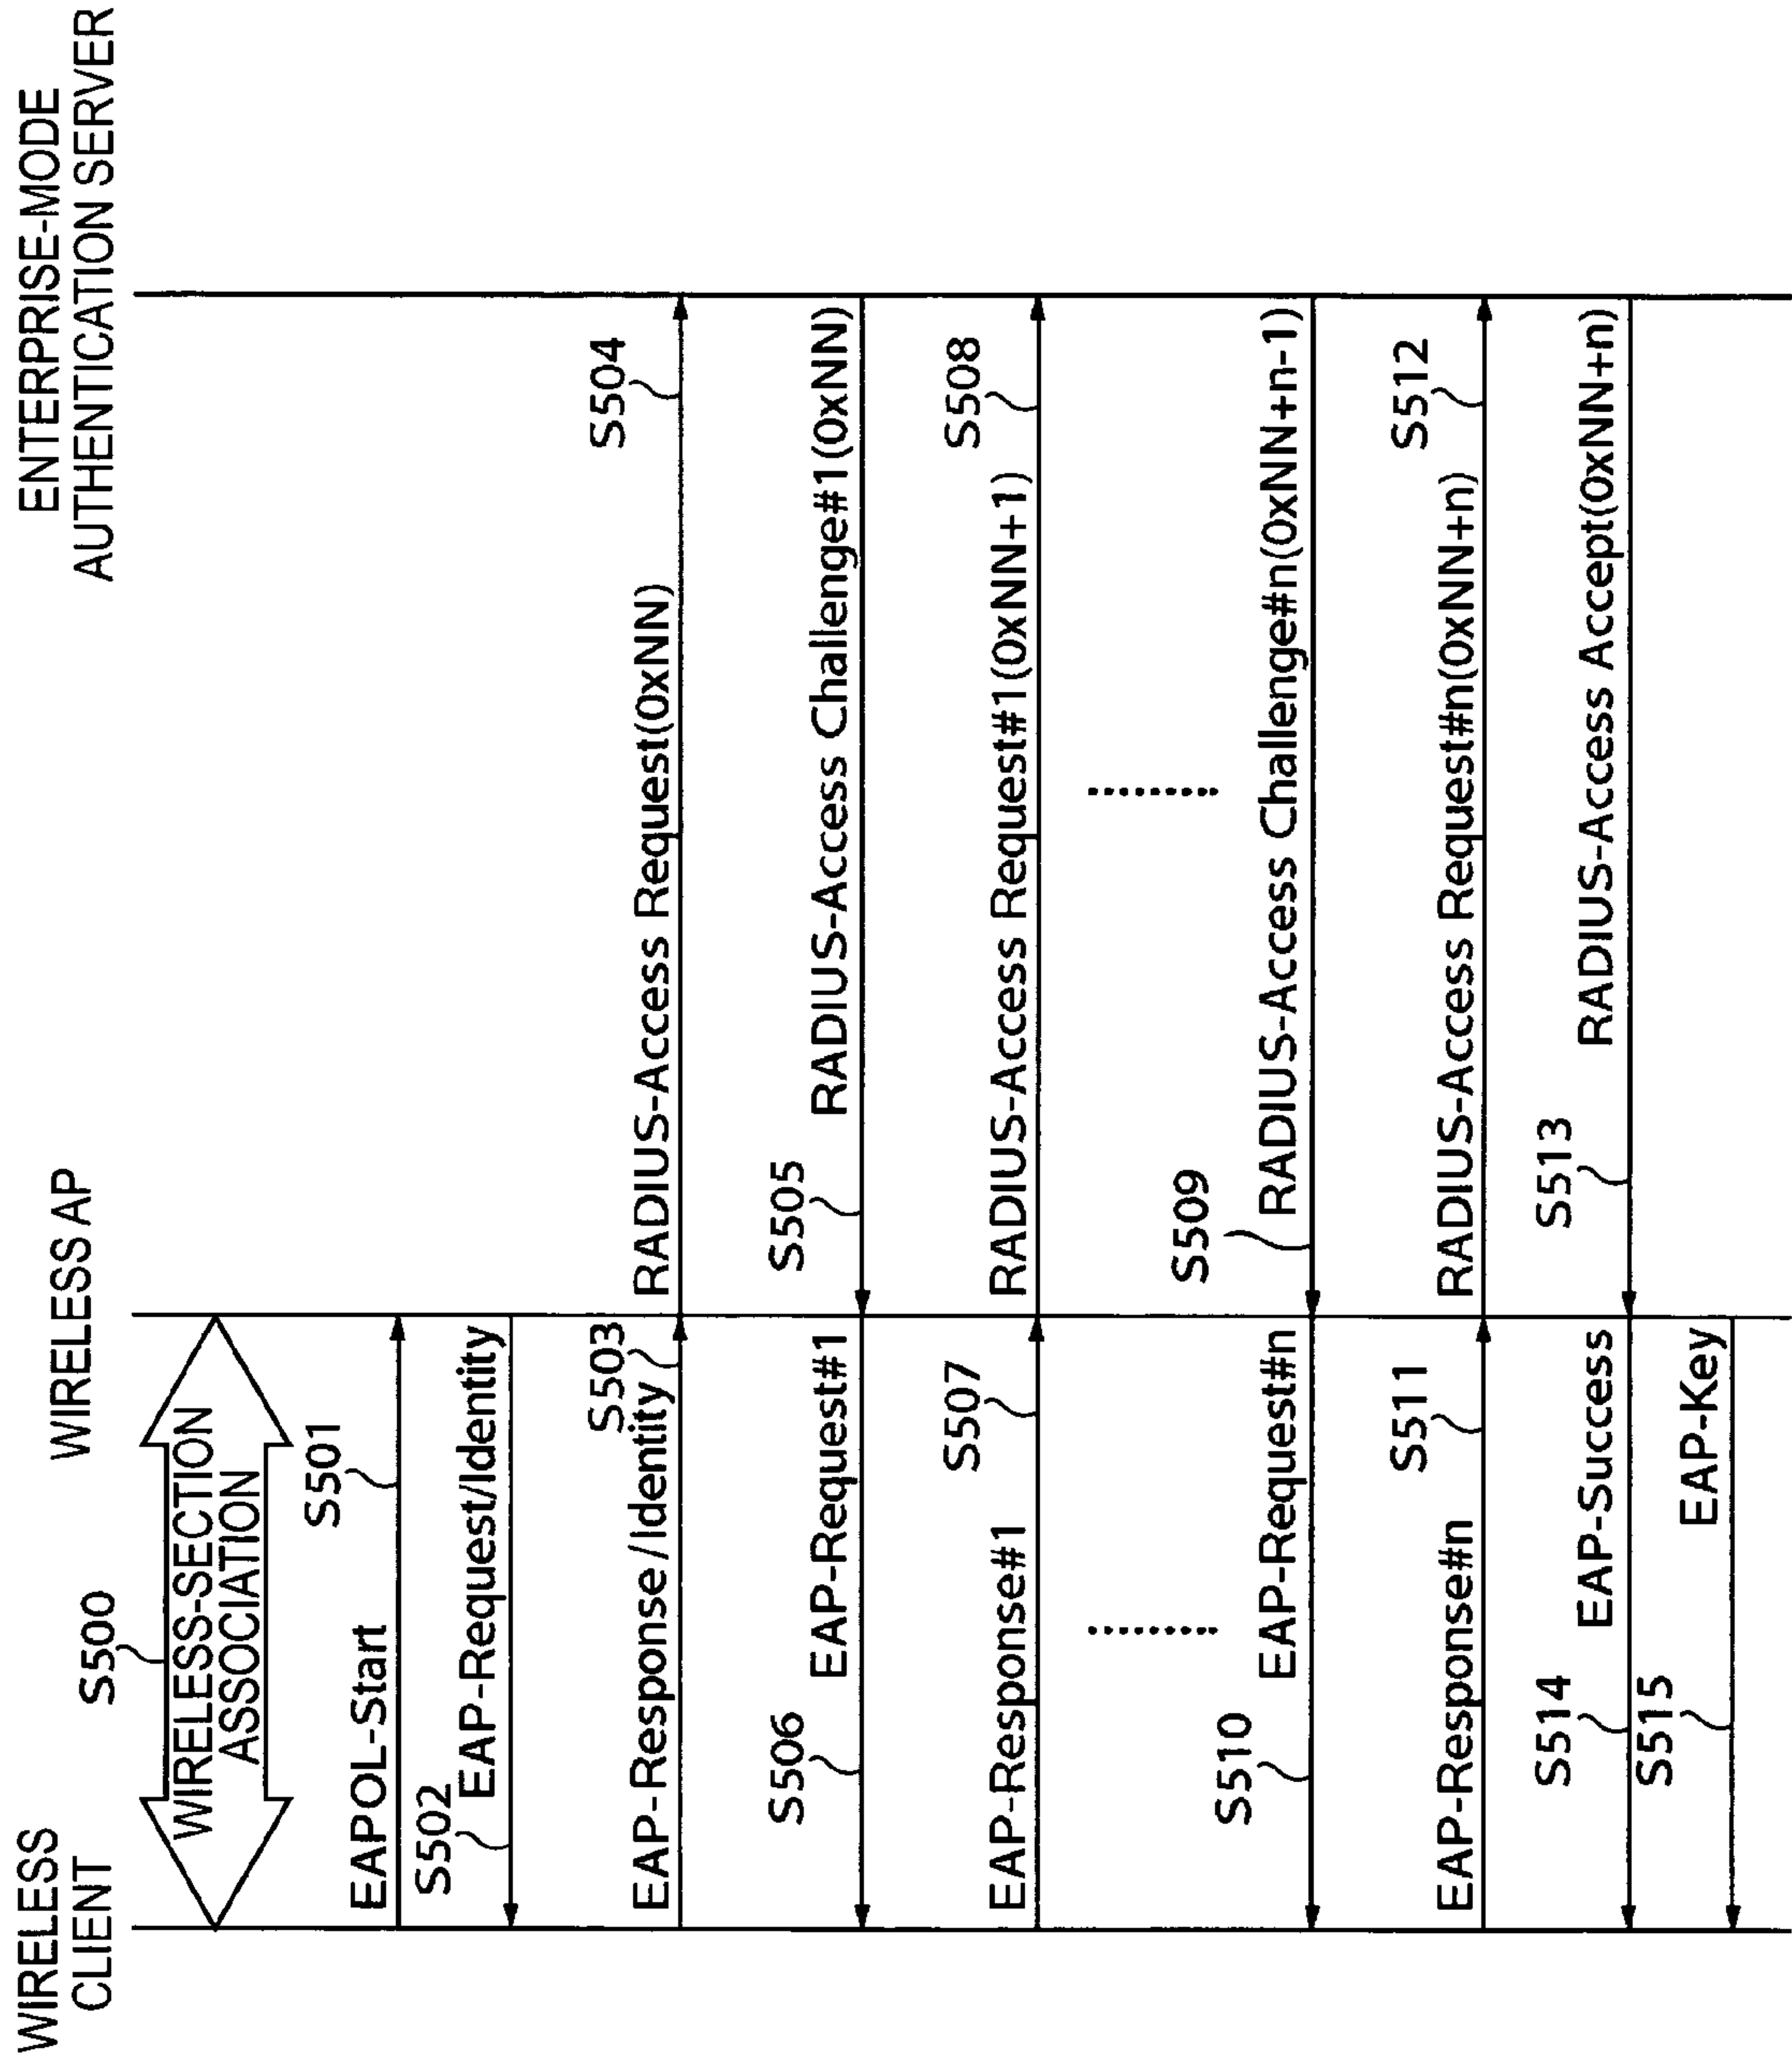 WIRELESS
CLIENT
WIRELESS AP
ENTERPRISE-MODE
AUTHENTICATION SERVER
S500
WIRELESS-SECTION
ASSOCIATION
S501
EAPOL-Start
S502
EAP-Request/Identity
S503
EAP-Response/Identity
S504
RADIUS-Access Request(0xNN)
S505
RADIUS-Access Challenge#1(0xNN)
S506
EAP-Request#1
S507
EAP-Response#1
S508
RADIUS-Access Request#1(0xNN+1)
S509
RADIUS-Access Challenge#n(0xNN+n-1)
S510
EAP-Request#n
S511
EAP-Response#n
S512
RADIUS-Access Request#n(0xNN+n)
S513
RADIUS-Access Accept(0xNN+n)
S514
EAP-Success
S515
EAP-Key